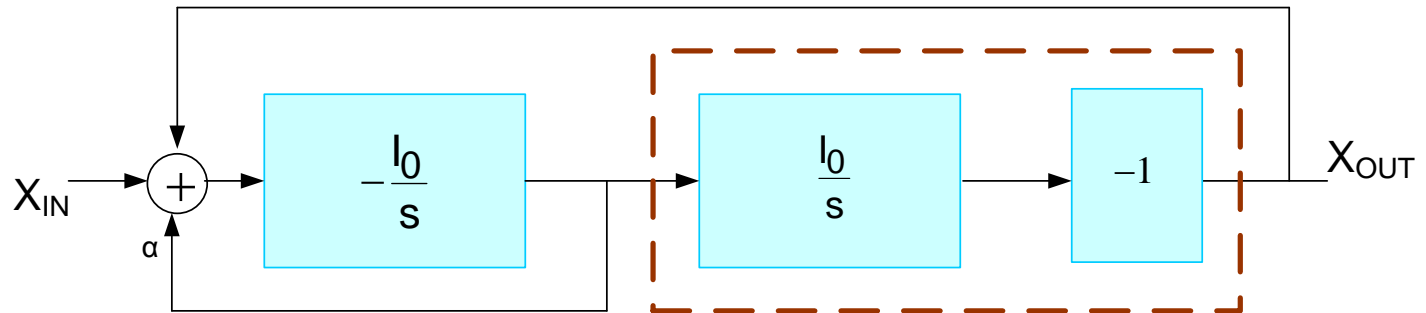 X_IN
+
α
−I₀/s
I₀/s
−1
X_OUT